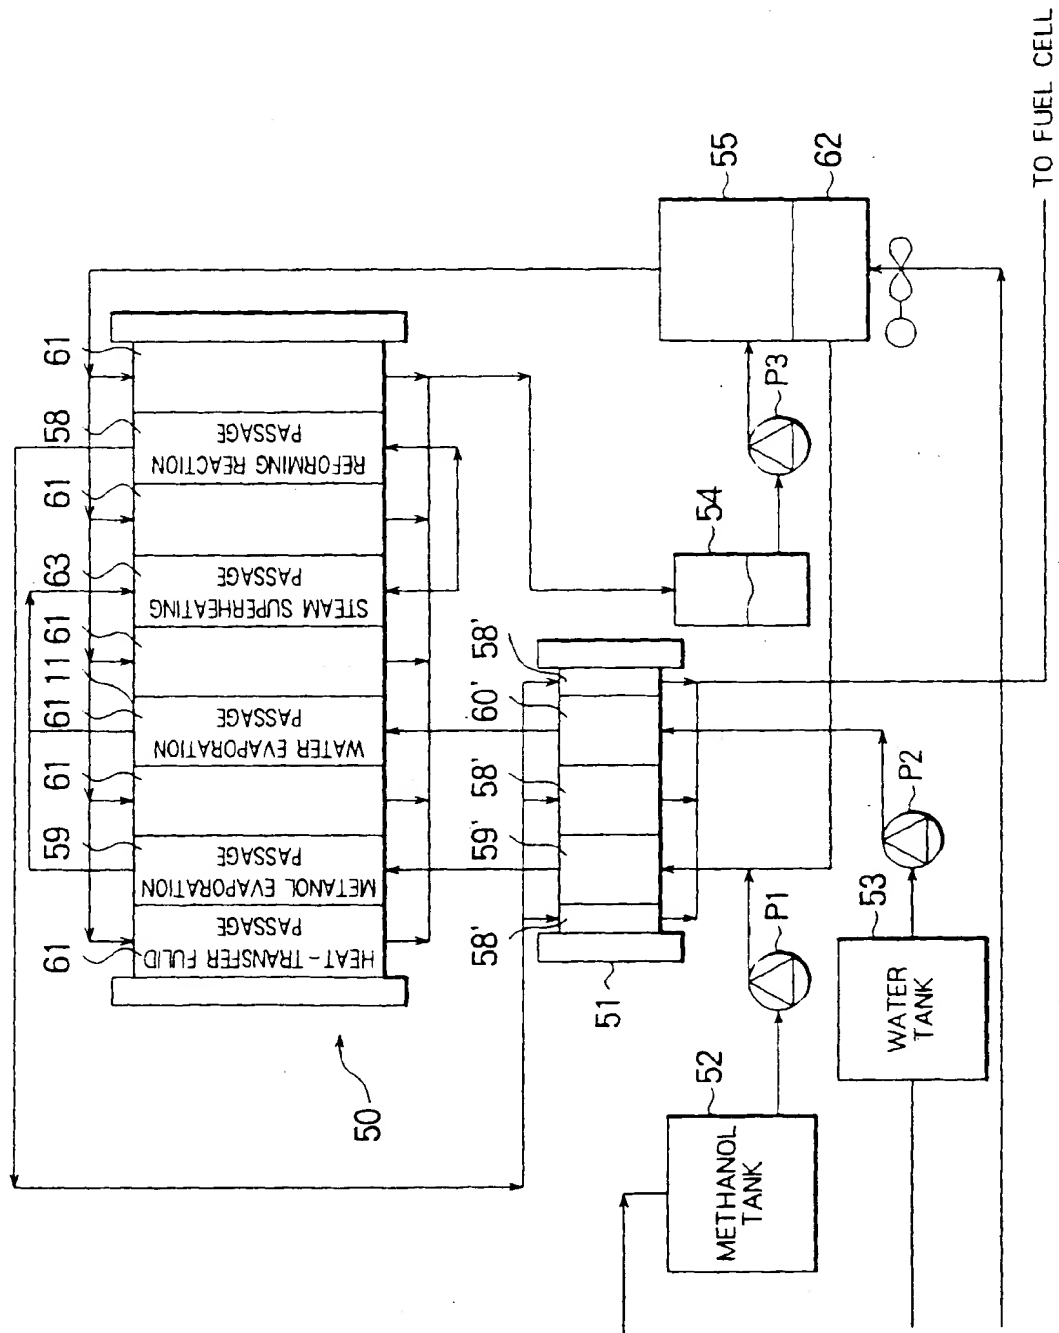 61
59
61
61
11
61
63
61
58
61
HEAT-TRANSFER FULID
PASSAGE
METANOL EVAPORATION
PASSAGE
WATER EVAPORATION
PASSAGE
STEAM SUPERHEATING
PASSAGE
REFORMING REACTION
PASSAGE
50
58'
59'
58'
60'
58'
51
54
55
62
P3
52
METHANOL
TANK
P1
53
WATER
TANK
P2
TO FUEL CELL